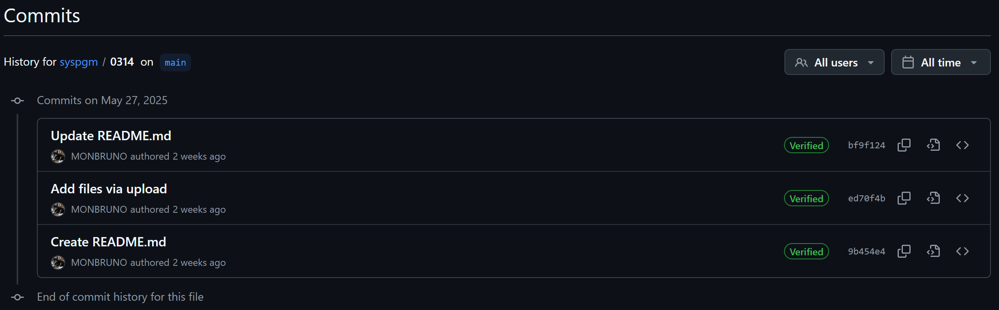 Commits
History for syspgm / 0314 on main
All users
All time
Commits on May 27, 2025
Update README.md
MONBRUNO authored 2 weeks ago
Verified
bf9f124
Add files via upload
MONBRUNO authored 2 weeks ago
Verified
ed70f4b
Create README.md
MONBRUNO authored 2 weeks ago
Verified
9b454e4
End of commit history for this file